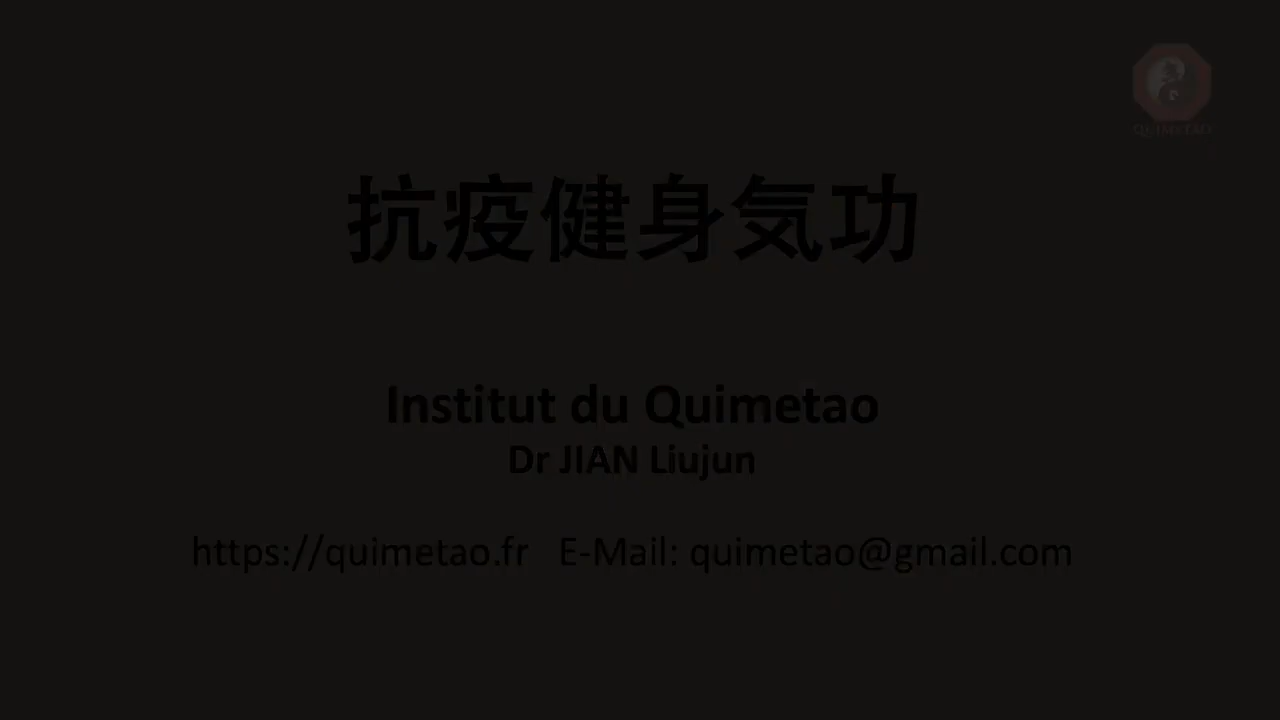 QUIMETAO
抗疫健身気功
Institut du Quimetao
Dr JIAN Liujun
https://quimetao.fr E-Mail: quimetao@gmail.com